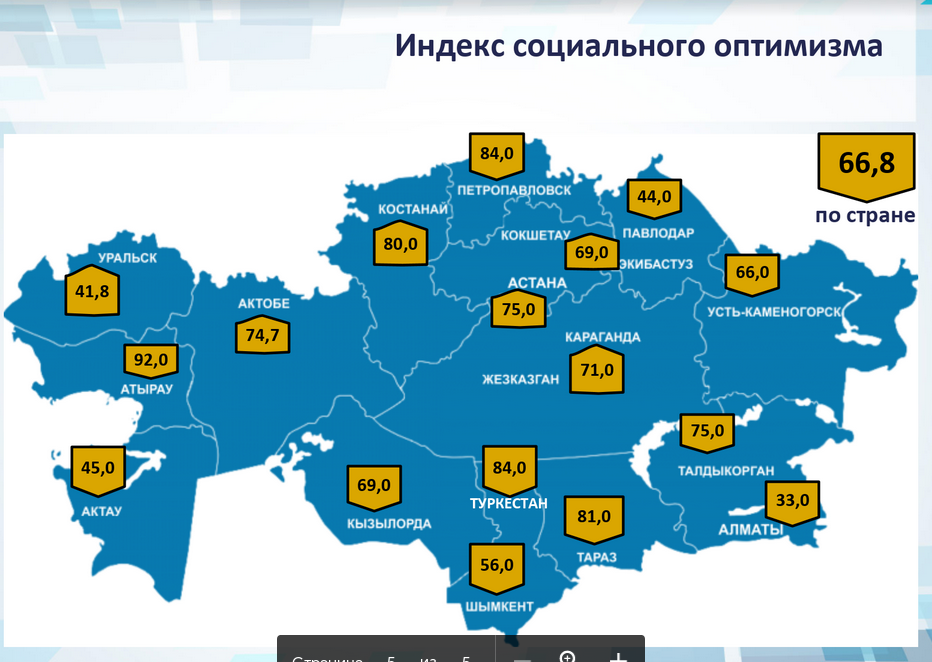 Индекс социального оптимизма
66,8
по стране
84,0
ПЕТРОПАВЛОВСК
44,0
ПАВЛОДАР
КОСТАНАЙ
80,0
КОКШЕТАУ
69,0
ЭКИБАСТУЗ
УРАЛЬСК
41,8
АКТОБЕ
74,7
АСТАНА
75,0
66,0
УСТЬ-КАМЕНОГОРСК
КАРАГАНДА
71,0
ЖЕЗКАЗГАН
92,0
АТЫРАУ
45,0
АКТАУ
69,0
КЫЗЫЛОРДА
84,0
ТУРКЕСТАН
75,0
ТАЛДЫКОРГАН
33,0
АЛМАТЫ
81,0
ТАРАЗ
56,0
ШЫМКЕНТ
5 из 5